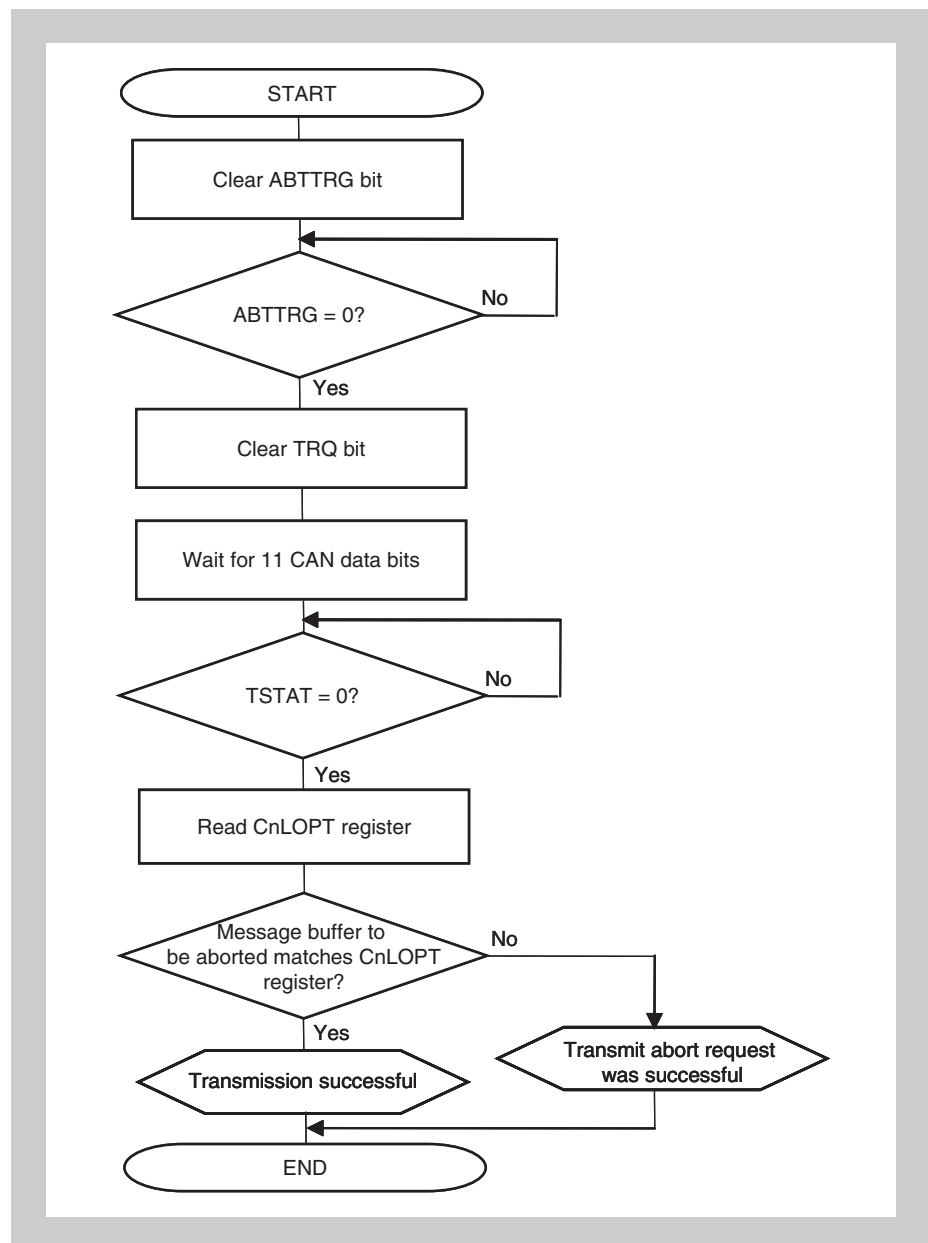 START
Clear ABTTRG bit
ABTTRG = 0?
No
Yes
Clear TRQ bit
Wait for 11 CAN data bits
TSTAT = 0?
No
Yes
Read CnLOPT register
Message buffer to
be aborted matches CnLOPT
register?
No
Yes
Transmission successful
Transmit abort request
was successful
END